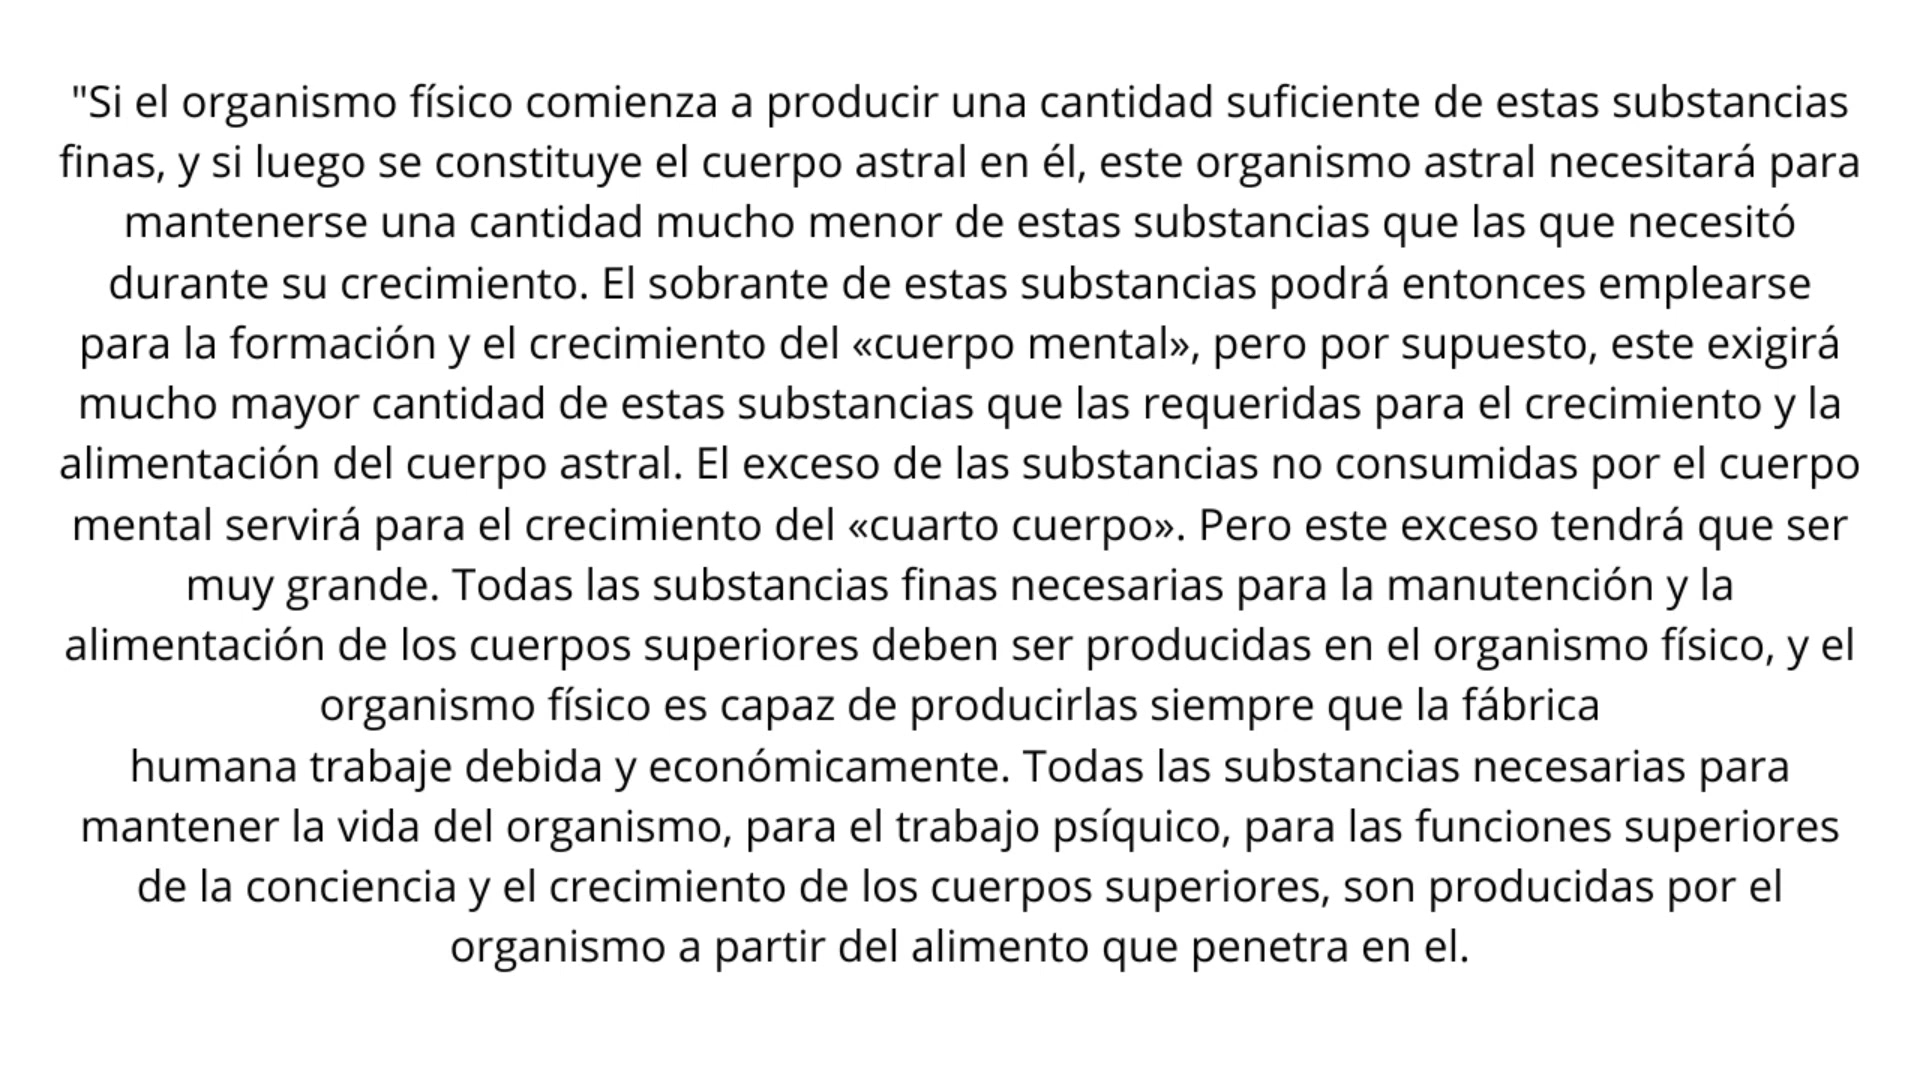 "Si el organismo físico comienza a producir una cantidad suficiente de estas substancias
finas, y si luego se constituye el cuerpo astral en él, este organismo astral necesitará para
mantenerse una cantidad mucho menor de estas substancias que las que necesitó
durante su crecimiento. El sobrante de estas substancias podrá entonces emplearse
para la formación y el crecimiento del «cuerpo mental», pero por supuesto, este exigirá
mucho mayor cantidad de estas substancias que las requeridas para el crecimiento y la
alimentación del cuerpo astral. El exceso de las substancias no consumidas por el cuerpo
mental servirá para el crecimiento del «cuarto cuerpo». Pero este exceso tendrá que ser
muy grande. Todas las substancias finas necesarias para la manutención y la
alimentación de los cuerpos superiores deben ser producidas en el organismo físico, y el
organismo físico es capaz de producirlas siempre que la fábrica
humana trabaje debida y económicamente. Todas las substancias necesarias para
mantener la vida del organismo, para el trabajo psíquico, para las funciones superiores
de la conciencia y el crecimiento de los cuerpos superiores, son producidas por el
organismo a partir del alimento que penetra en el.